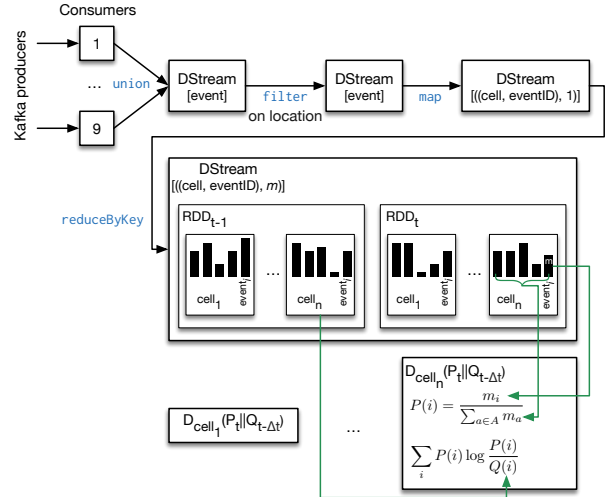 Consumers
Kafka producers
1
...
9
union
DStream
[event]
filter
on location
DStream
[event]
map
DStream
[((cell, eventID), 1)]
reduceByKey
DStream
[((cell, eventID), m)]
RDDt-1
cell1
eventj
...
celln
eventj
RDDt
cell1
eventj
...
celln
eventj
m
Dcell1(Pt||Qt-Δt)
...
Dcelln(Pt||Qt-Δt)
P(i) = mi / ∑a∈A ma
∑i P(i) log P(i) / Q(i)